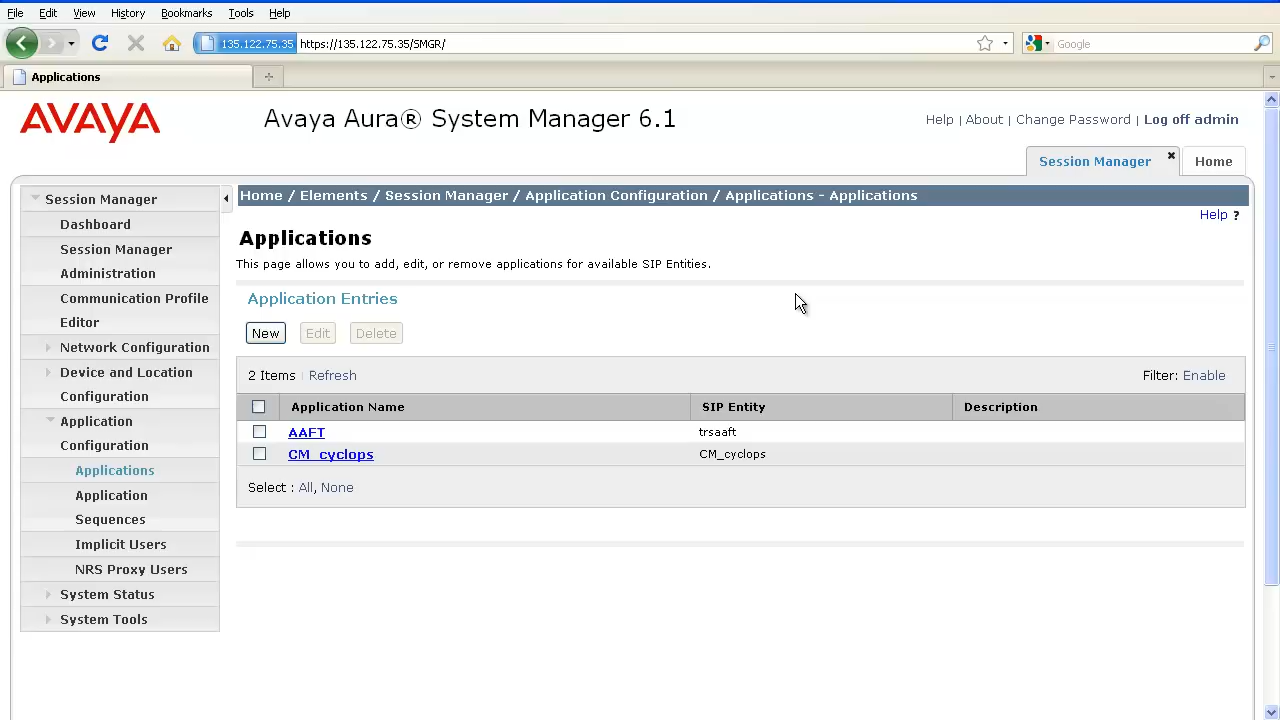 File Edit View History Bookmarks Tools Help
135.122.75.35 https://135.122.75.35/SMGR/
Google
Applications
AVAYA
Avaya Aura® System Manager 6.1
Help | About | Change Password | Log off admin
Session Manager
Home
Session Manager
Dashboard
Session Manager
Administration
Communication Profile
Editor
Network Configuration
Device and Location
Configuration
Application
Configuration
Applications
Application
Sequences
Implicit Users
NRS Proxy Users
System Status
System Tools
Home / Elements / Session Manager / Application Configuration / Applications - Applications
Help ?
Applications
This page allows you to add, edit, or remove applications for available SIP Entities.
Application Entries
New Edit Delete
2 Items Refresh
Filter: Enable
Application Name SIP Entity Description
AAFT trsaaft
CM_cyclops CM_cyclops
Select : All, None